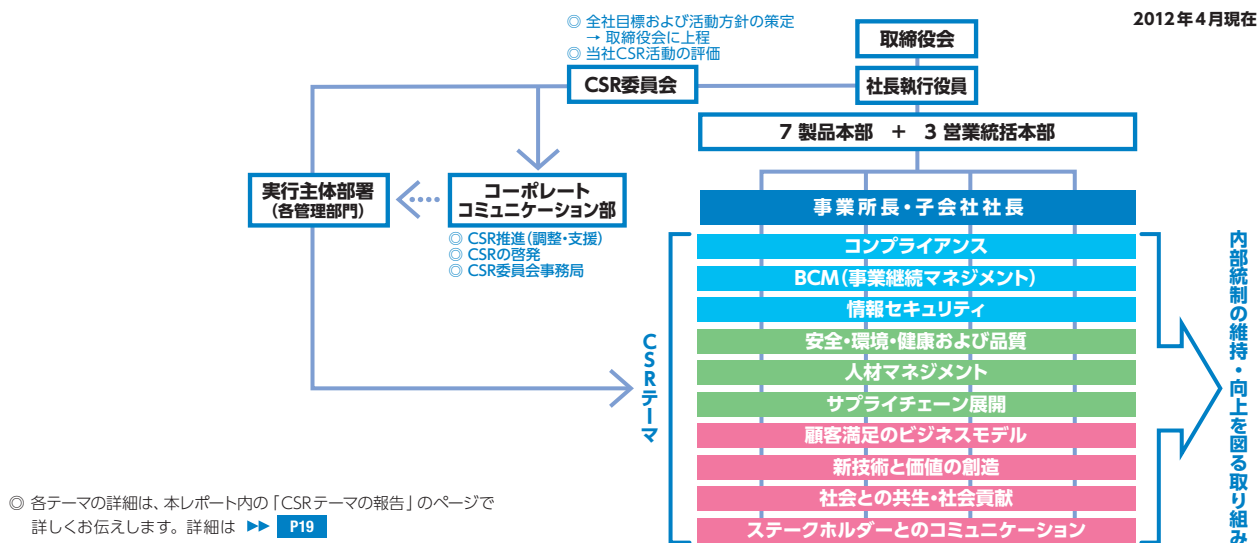 2012年4月現在
◎ 全社目標および活動方針の策定
→ 取締役会に上程
◎ 当社CSR活動の評価
取締役会
CSR委員会
社長執行役員
7 製品本部 + 3 営業統括本部
実行主体部署
(各管理部門)
コーポレート
コミュニケーション部
◎ CSR推進(調整・支援)
◎ CSRの啓発
◎ CSR委員会事務局
事業所長・子会社社長
CSRテーマ
コンプライアンス
BCM(事業継続マネジメント)
情報セキュリティ
安全・環境・健康および品質
人材マネジメント
サプライチェーン展開
顧客満足のビジネスモデル
新技術と価値の創造
社会との共生・社会貢献
ステークホルダーとのコミュニケーション
内部統制の維持・向上を図る取り組み
◎ 各テーマの詳細は、本レポート内の「CSRテーマの報告」のページで
詳しくお伝えします。詳細は ▶▶ P19